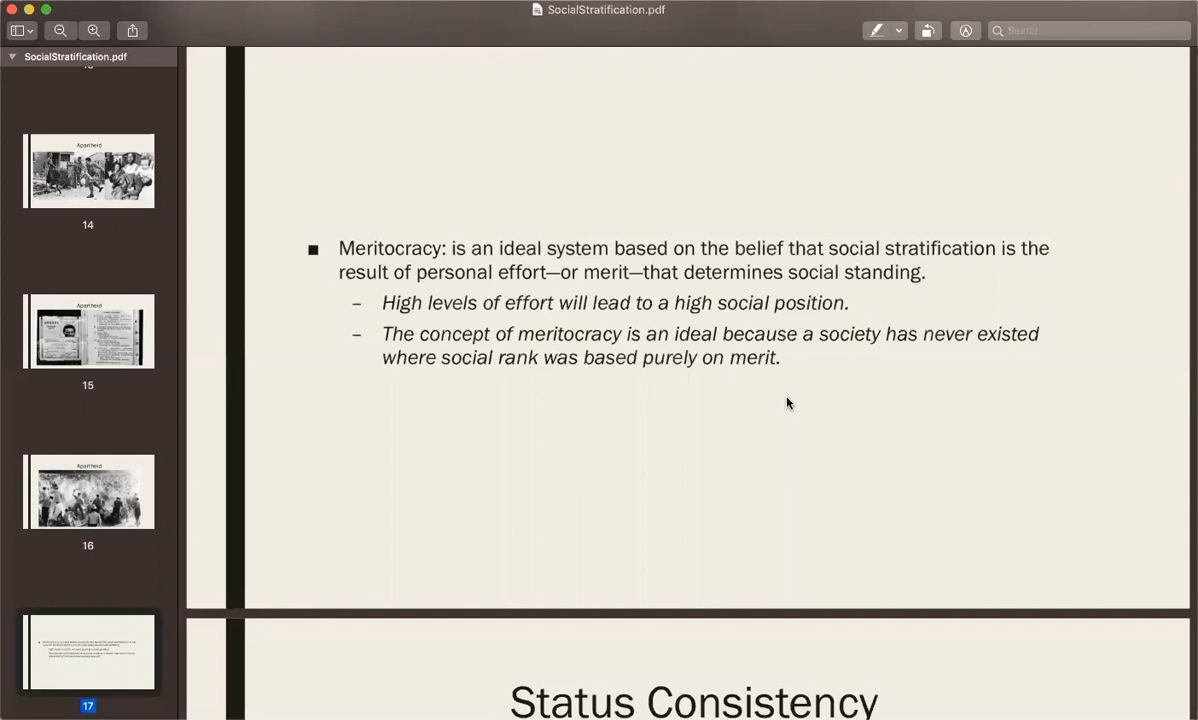 SocialStratification.pdf
Search
SocialStratification.pdf
Apartheid
14
Apartheid
15
Apartheid
16
17
■ Meritocracy: is an ideal system based on the belief that social stratification is the
result of personal effort—or merit—that determines social standing.
– High levels of effort will lead to a high social position.
– The concept of meritocracy is an ideal because a society has never existed
where social rank was based purely on merit.
Status Consistency